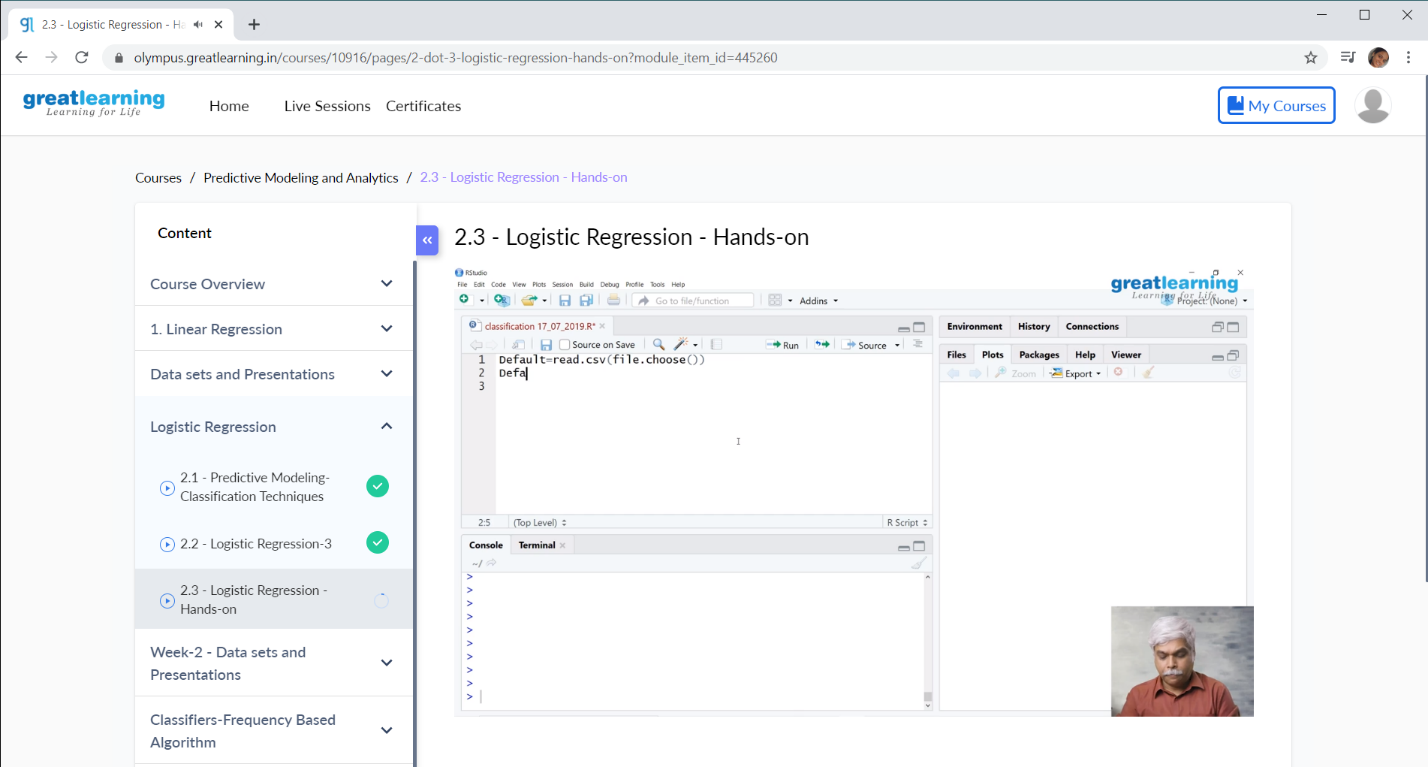 2.3 - Logistic Regression - Ha
olympus.greatlearning.in/courses/10916/pages/2-dot-3-logistic-regression-hands-on?module_item_id=445260
greatlearning
Learning for Life
Home
Live Sessions
Certificates
My Courses
Courses / Predictive Modeling and Analytics / 2.3 - Logistic Regression - Hands-on
Content
Course Overview
1. Linear Regression
Data sets and Presentations
Logistic Regression
2.1 - Predictive Modeling-
Classification Techniques
2.2 - Logistic Regression-3
2.3 - Logistic Regression -
Hands-on
Week-2 - Data sets and
Presentations
Classifiers-Frequency Based
Algorithm
2.3 - Logistic Regression - Hands-on
RStudio
File Edit Code View Plots Session Build Debug Profile Tools Help
Go to file/function
Addins
greatlearning
Learning for Life
Project: (None)
classification 17_07_2019.R*
Source on Save
Run
Source
1 Default=read.csv(file.choose())
2 Defa
3
2:5 (Top Level)
R Script
Console Terminal
~/
>
>
>
>
>
>
>
>
>
>
Environment History Connections
Files Plots Packages Help Viewer
Zoom Export